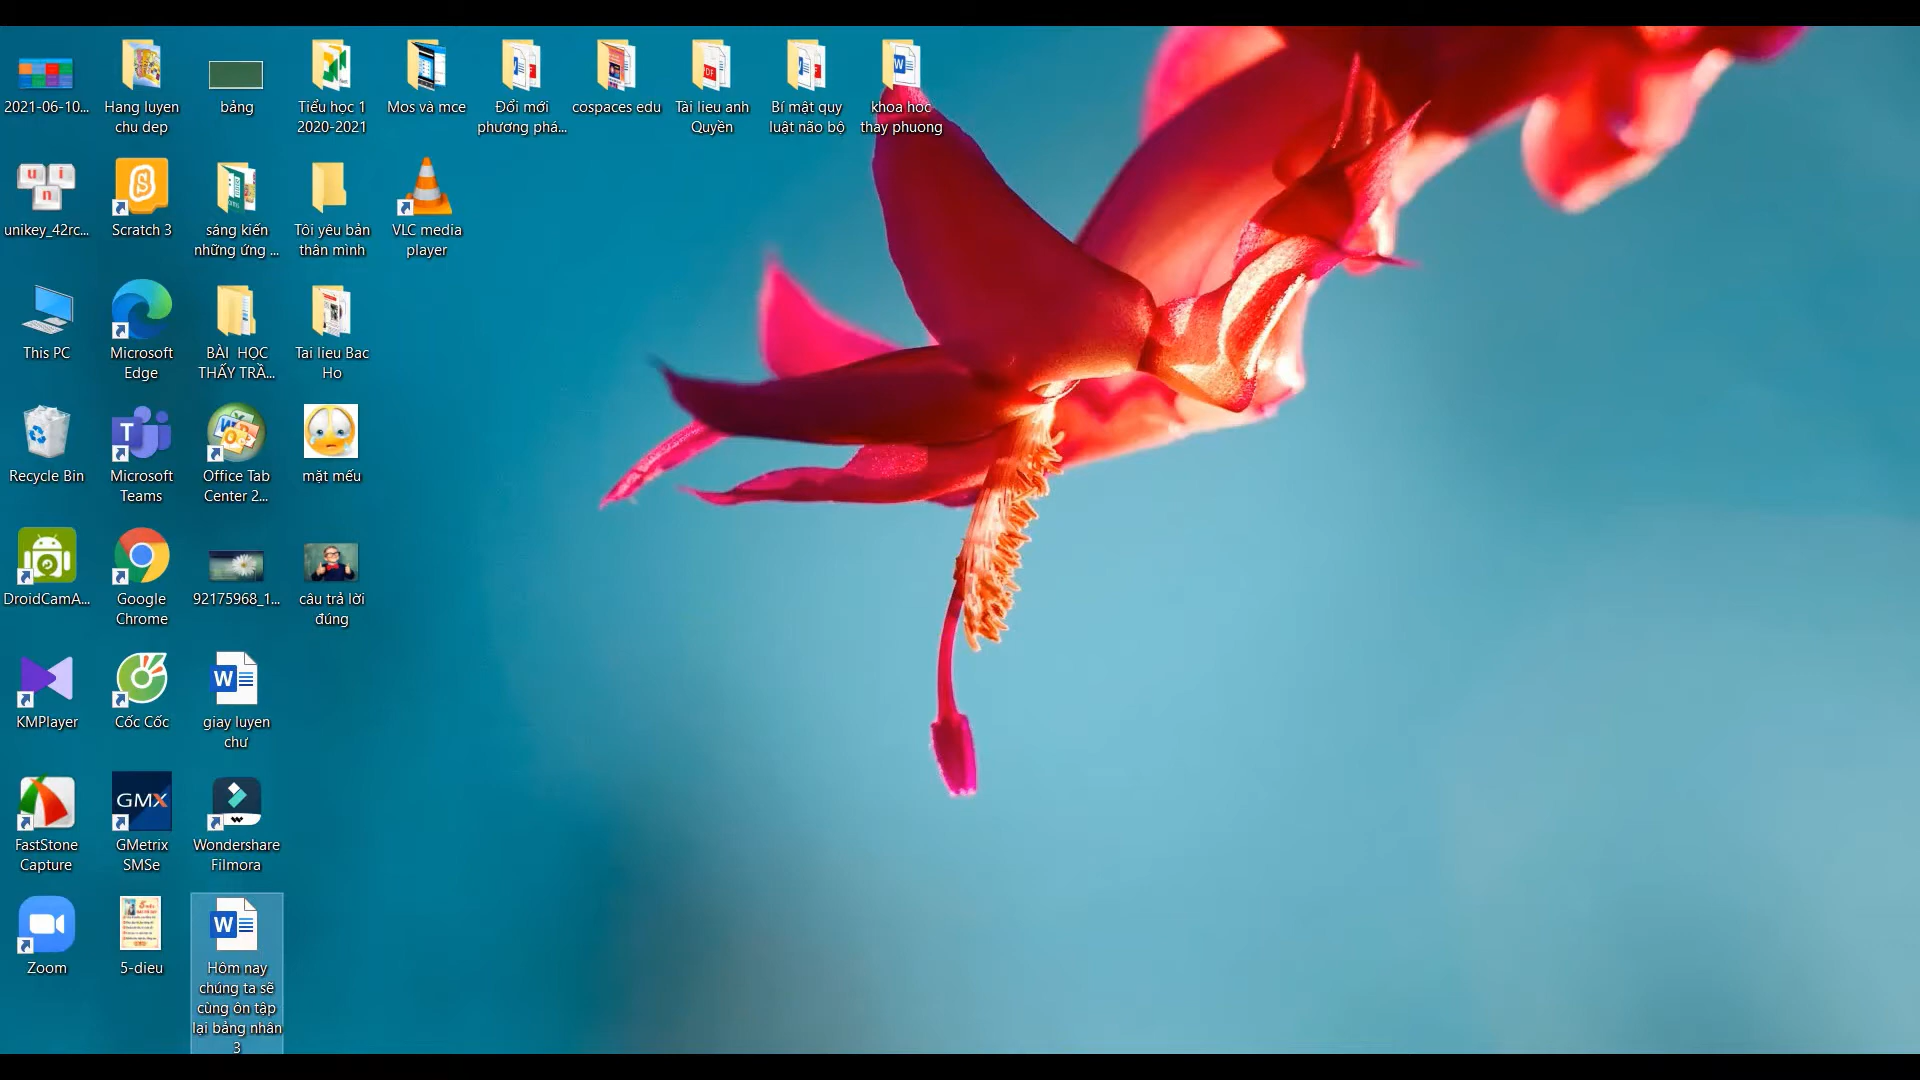 2021-06-10...
Hang luyen
chu dep
bảng
Tiểu học 1
2020-2021
Mos và mce
Đổi mới
phương phá...
cospaces edu
Tài lieu anh
Quyền
Bí mật quy
luật não bộ
khoa hoc
thay phuong
unikey_42rc...
Scratch 3
sáng kiến
những ứng ...
Tôi yêu bản
thân mình
VLC media
player
This PC
Microsoft
Edge
BÀI HỌC
THẤY TRẦ...
Tai lieu Bac
Ho
Recycle Bin
Microsoft
Teams
Office Tab
Center 2...
mặt mếu
DroidCamA...
Google
Chrome
92175968_1...
câu trả lời
đúng
KMPlayer
Cốc Cốc
giay luyen
chư
FastStone
Capture
GMX
GMetrix
SMSe
Wondershare
Filmora
Zoom
5-dieu
Hôm nay
chúng ta sẽ
cùng ôn tập
lại bảng nhân
3